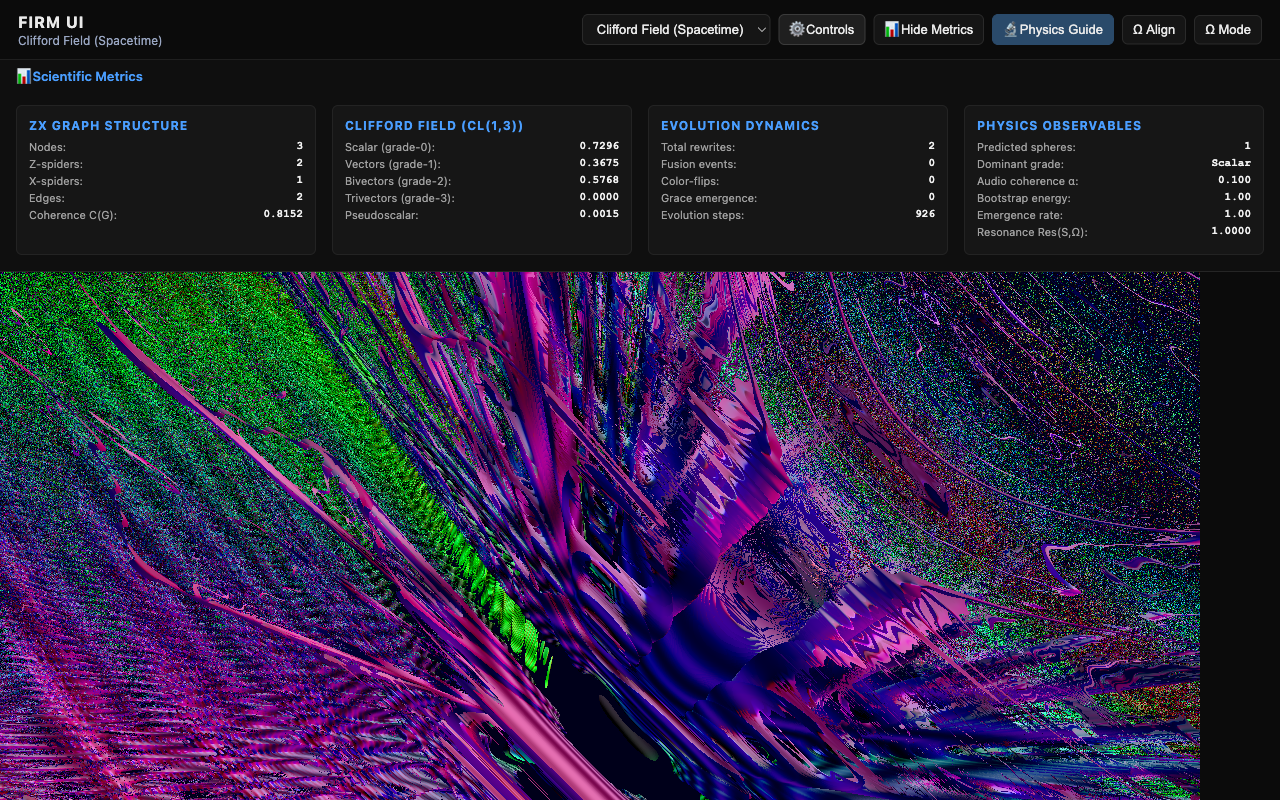 FIRM UI
Clifford Field (Spacetime)
Clifford Field (Spacetime)
Controls
Hide Metrics
Physics Guide
Ω Align
Ω Mode
Scientific Metrics
ZX GRAPH STRUCTURE
Nodes: 3
Z-spiders: 2
X-spiders: 1
Edges: 2
Coherence C(G): 0.8152
CLIFFORD FIELD (CL(1,3))
Scalar (grade-0): 0.7296
Vectors (grade-1): 0.3675
Bivectors (grade-2): 0.5768
Trivectors (grade-3): 0.0000
Pseudoscalar: 0.0015
EVOLUTION DYNAMICS
Total rewrites: 2
Fusion events: 0
Color-flips: 0
Grace emergence: 0
Evolution steps: 926
PHYSICS OBSERVABLES
Predicted spheres: 1
Dominant grade: Scalar
Audio coherence α: 0.100
Bootstrap energy: 1.00
Emergence rate: 1.00
Resonance Res(S,Ω): 1.0000